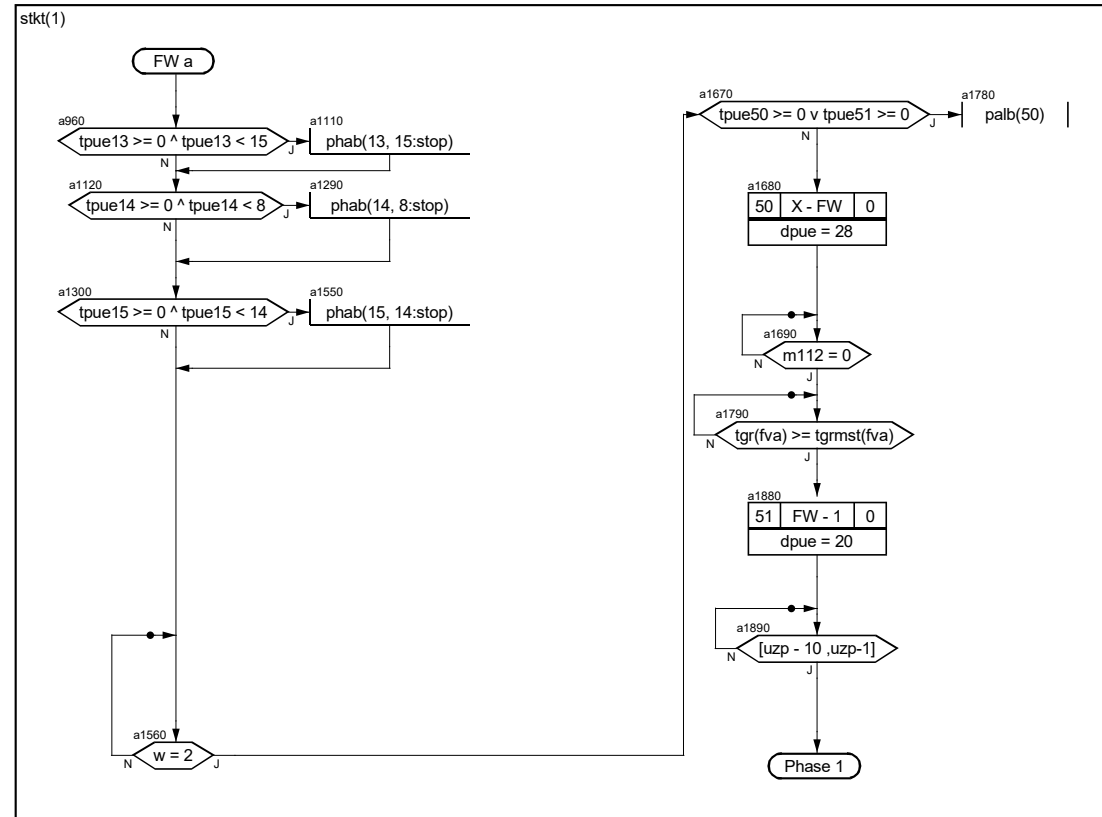 stkt(1)
FW a
a960
tpue13 >= 0 ^ tpue13 < 15
J
N
a1110
phab(13, 15:stop)
a1120
tpue14 >= 0 ^ tpue14 < 8
J
N
a1290
phab(14, 8:stop)
a1300
tpue15 >= 0 ^ tpue15 < 14
J
N
a1550
phab(15, 14:stop)
a1560
w = 2
N
J
a1670
tpue50 >= 0 v tpue51 >= 0
J
N
a1780
palb(50)
a1680
50 X - FW 0
dpue = 28
a1690
m112 = 0
N
J
a1790
tgr(fva) >= tgrmst(fva)
N
J
a1880
51 FW - 1 0
dpue = 20
a1890
[uzp - 10 ,uzp-1]
N
J
Phase 1